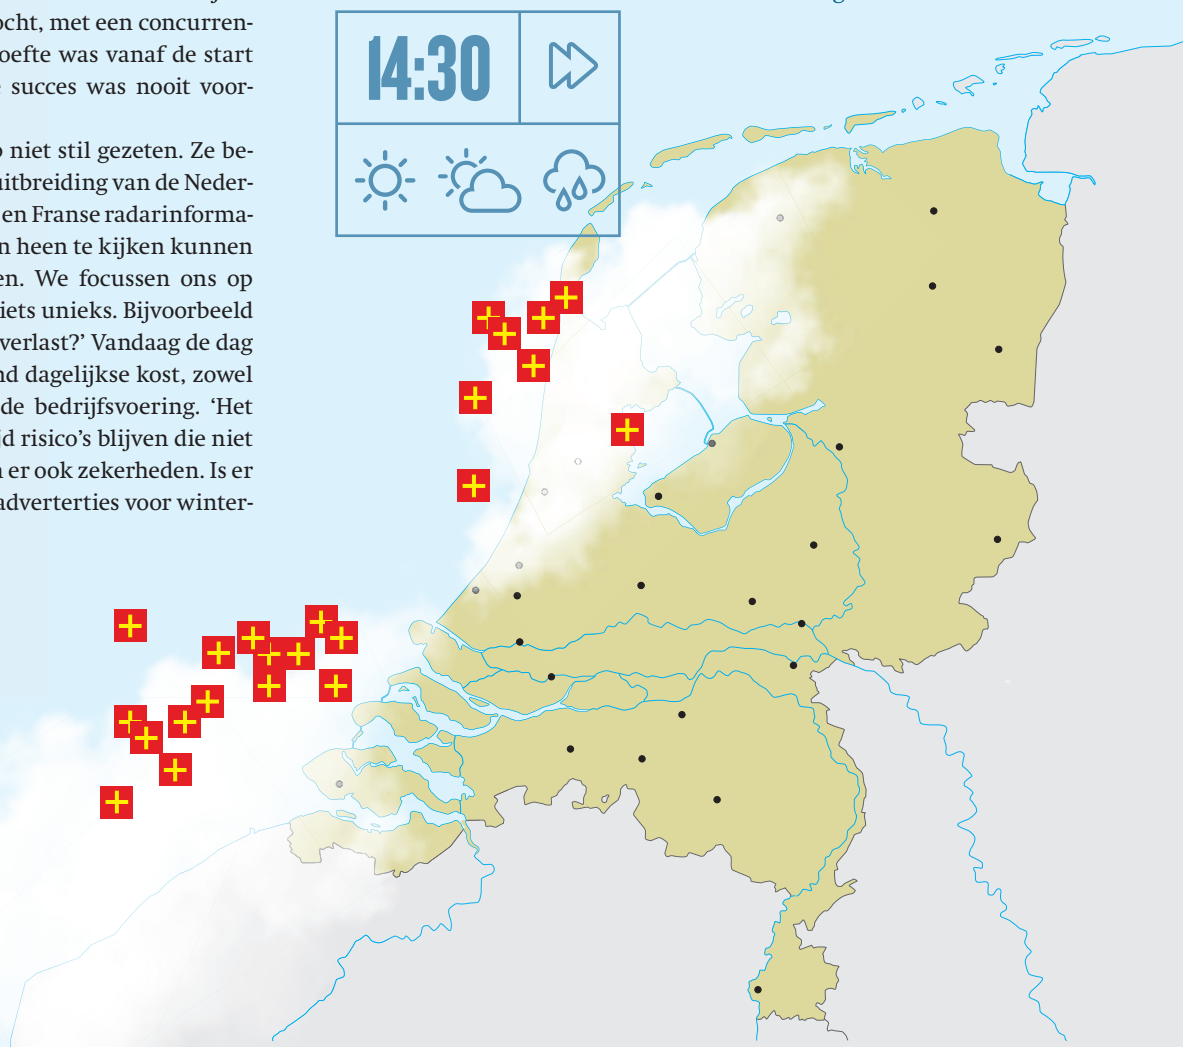 ocht, met een concurren-
oefte was vanaf de start
succes was nooit voor-
niet stil gezeten. Ze be-
uitbreiding van de Neder-
en Franse radarinforma-
n heen te kijken kunnen
en. We focussen ons op
iets unieks. Bijvoorbeeld
verlast?’ Vandaag de dag
nd dagelijkse kost, zowel
de bedrijfsvoering. ‘Het
jd risico’s blijven die niet
n er ook zekerheden. Is er
adverterties voor winter-
14:30